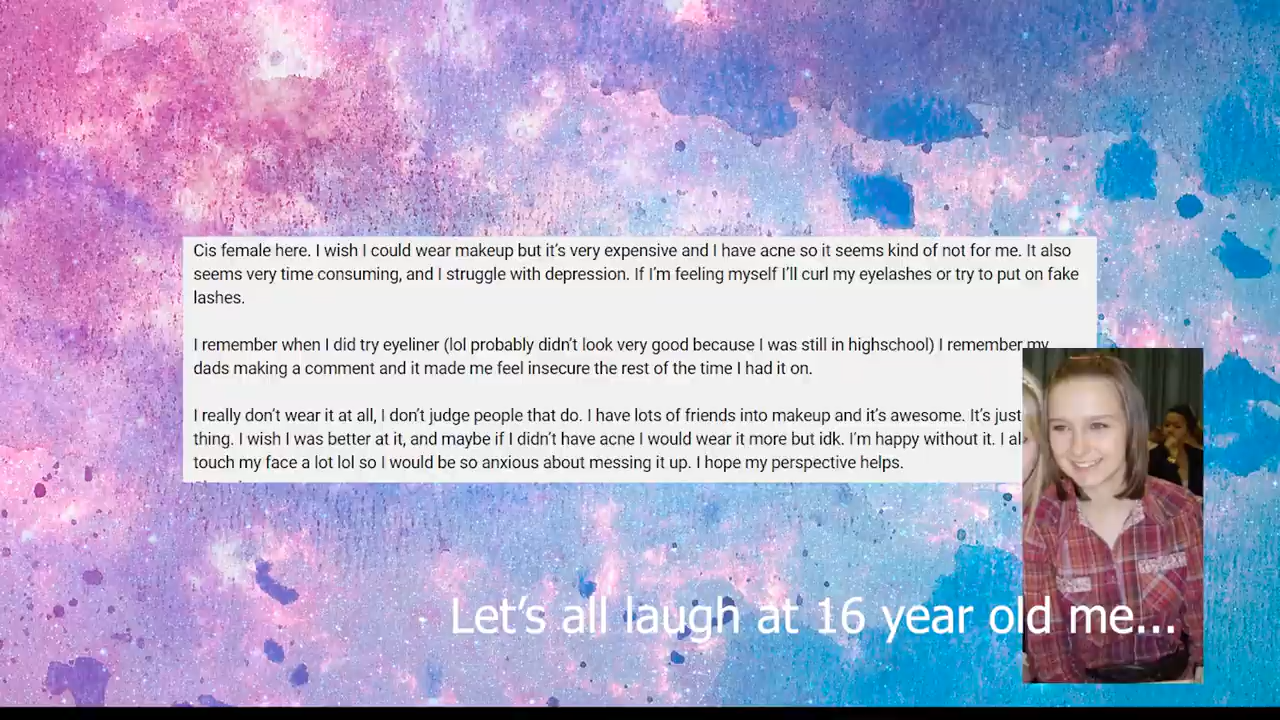 Cis female here. I wish I could wear makeup but it's very expensive and I have acne so it seems kind of not for me. It also
seems very time consuming, and I struggle with depression. If I'm feeling myself I'll curl my eyelashes or try to put on fake
lashes.
I remember when I did try eyeliner (lol probably didn't look very good because I was still in highschool) I remember my
dads making a comment and it made me feel insecure the rest of the time I had it on.
I really don't wear it at all, I don't judge people that do. I have lots of friends into makeup and it's awesome. It's just
thing. I wish I was better at it, and maybe if I didn't have acne I would wear it more but idk. I'm happy without it. I al
touch my face a lot lol so I would be so anxious about messing it up. I hope my perspective helps.
Let's all laugh at 16 year old me...